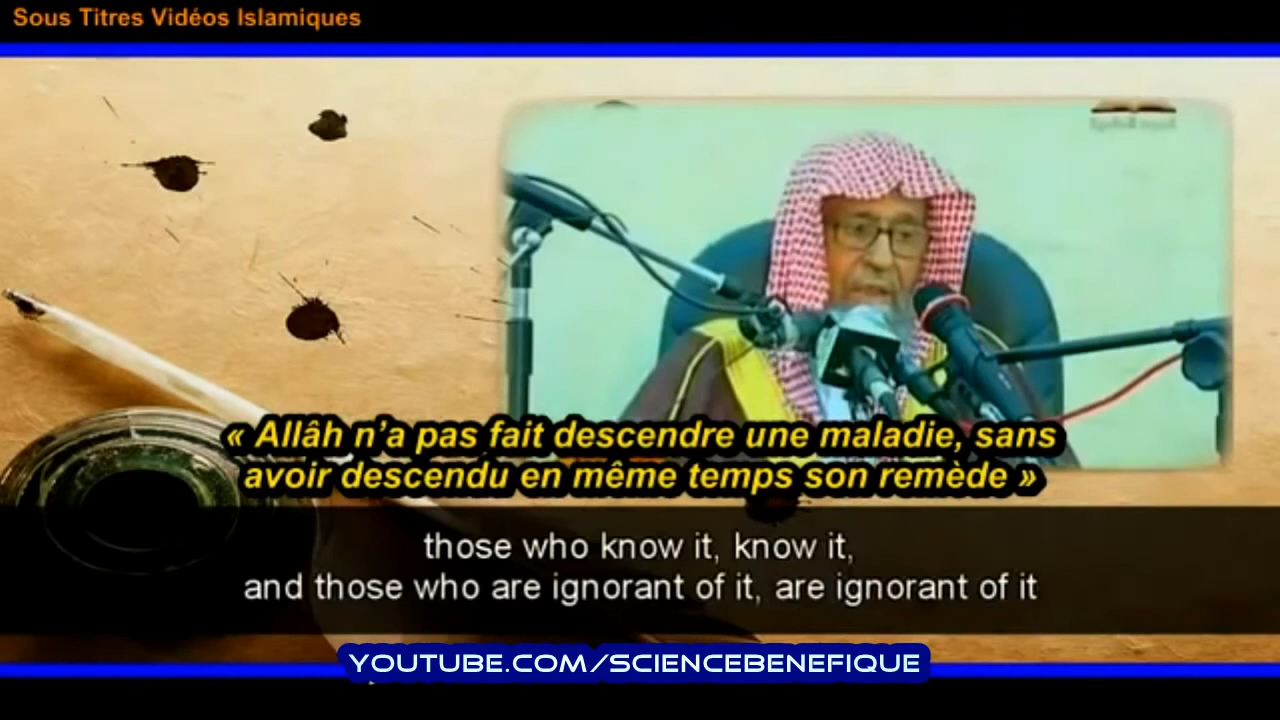 Sous Titres Vidéos Islamiques
« Allâh n’a pas fait descendre une maladie, sans
avoir descendu en même temps son remède »
those who know it, know it,
and those who are ignorant of it, are ignorant of it
YOUTUBE.COM/SCIENCEBENEFIQUE